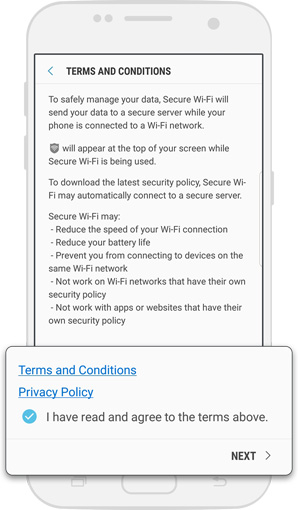 TERMS AND CONDITIONS
To safely manage your data, Secure Wi-Fi will
send your data to a secure server while your
phone is connected to a Wi-Fi network.
will appear at the top of your screen while
Secure Wi-Fi is being used.
To download the latest security policy, Secure Wi-
Fi may automatically connect to a secure server.
Secure Wi-Fi may:
- Reduce the speed of your Wi-Fi connection
- Reduce your battery life
- Prevent you from connecting to devices on the
same Wi-Fi network
- Not work on Wi-Fi networks that have their own
security policy
- Not work with apps or websites that have their
own security policy
Terms and Conditions
Privacy Policy
I have read and agree to the terms above.
NEXT